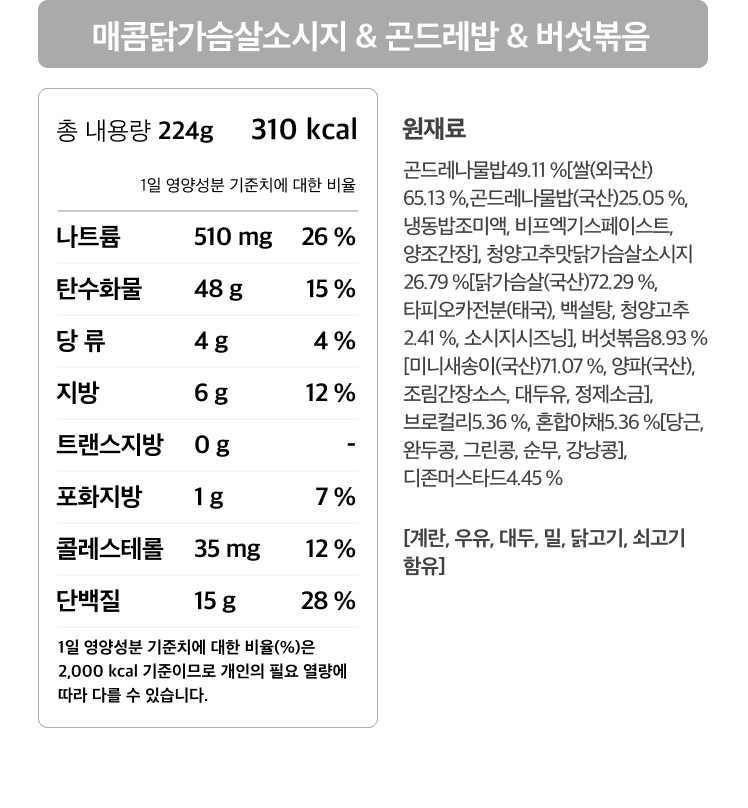 매콤닭가슴살소시지 & 곤드레밥 & 버섯볶음
총 내용량 224g 310 kcal
1일 영양성분 기준치에 대한 비율
나트륨 510 mg 26 %
탄수화물 48 g 15 %
당 류 4 g 4 %
지방 6 g 12 %
트랜스지방 0 g -
포화지방 1 g 7 %
콜레스테롤 35 mg 12 %
단백질 15 g 28 %
1일 영양성분 기준치에 대한 비율(%)은
2,000 kcal 기준이므로 개인의 필요 열량에
따라 다를 수 있습니다.
원재료
곤드레나물밥49.11 %[쌀(외국산)
65.13 %,곤드레나물밥(국산)25.05 %,
냉동밥조미액, 비프엑기스페이스트,
양조간장], 청양고추맛닭가슴살소시지
26.79 %[닭가슴살(국산)72.29 %,
타피오카전분(태국), 백설탕, 청양고추
2.41 %, 소시지시즈닝], 버섯볶음8.93 %
[미니새송이(국산)71.07 %, 양파(국산),
조림간장소스, 대두유, 정제소금],
브로컬리5.36 %, 혼합야채5.36 %[당근,
완두콩, 그린콩, 순무, 강낭콩],
디존머스타드4.45 %
[계란, 우유, 대두, 밀, 닭고기, 쇠고기
함유]